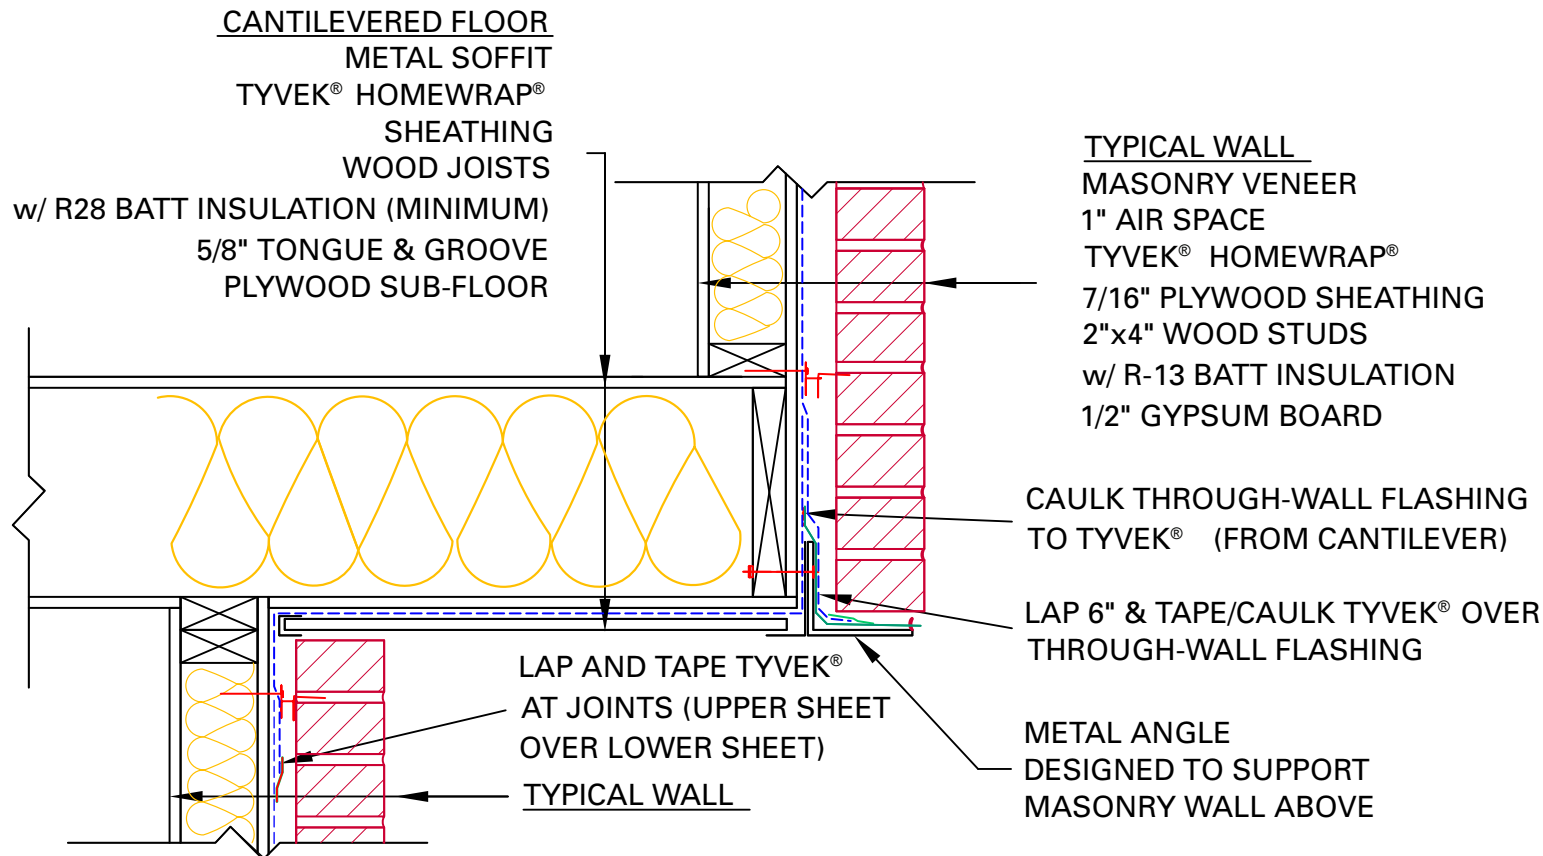 CANTILEVERED FLOOR
METAL SOFFIT
TYVEK® HOMEWRAP®
SHEATHING
WOOD JOISTS
w/ R28 BATT INSULATION (MINIMUM)
5/8" TONGUE & GROOVE
PLYWOOD SUB-FLOOR
TYPICAL WALL
MASONRY VENEER
1" AIR SPACE
TYVEK® HOMEWRAP®
7/16" PLYWOOD SHEATHING
2"x4" WOOD STUDS
w/ R-13 BATT INSULATION
1/2" GYPSUM BOARD
CAULK THROUGH-WALL FLASHING
TO TYVEK® (FROM CANTILEVER)
LAP 6" & TAPE/CAULK TYVEK® OVER
THROUGH-WALL FLASHING
LAP AND TAPE TYVEK®
AT JOINTS (UPPER SHEET
OVER LOWER SHEET)
TYPICAL WALL
METAL ANGLE
DESIGNED TO SUPPORT
MASONRY WALL ABOVE